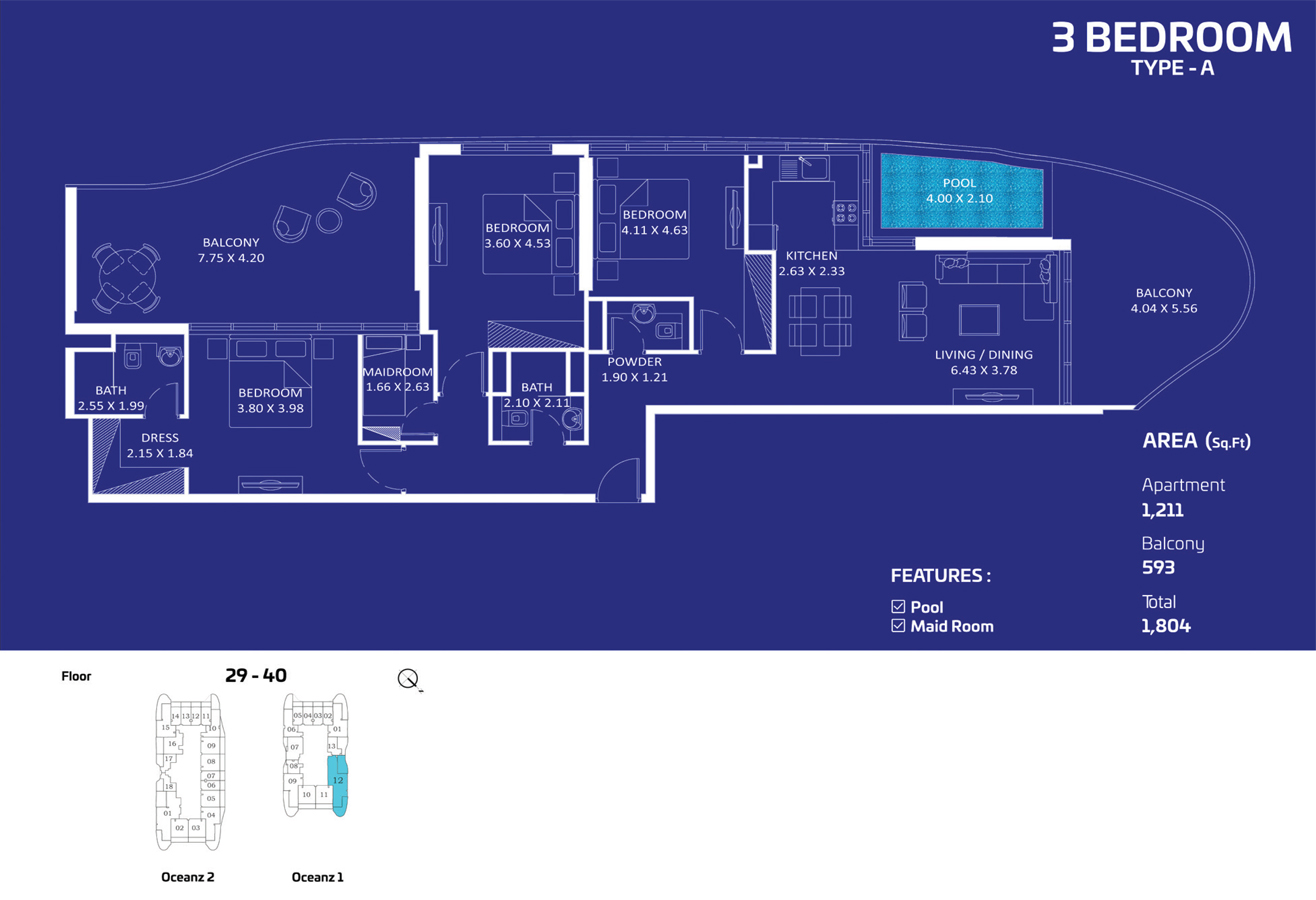 3 BEDROOM
TYPE - A
POOL
4.00 X 2.10
BALCONY
7.75 X 4.20
BEDROOM
3.60 X 4.53
BEDROOM
4.11 X 4.63
KITCHEN
2.63 X 2.33
BALCONY
4.04 X 5.56
LIVING / DINING
6.43 X 3.78
POWDER
1.90 X 1.21
MAIDROOM
1.66 X 2.63
BATH
2.10 X 2.11
BATH
2.55 X 1.99
BEDROOM
3.80 X 3.98
DRESS
2.15 X 1.84
AREA (Sq.Ft)
Apartment
1,211
Balcony
593
Total
1,804
FEATURES :
Pool
Maid Room
Floor
29 - 40
14 13 12 11
15
10
16
09
17
08
07
06
18
05
01
04
02 03
Oceanz 2
05 04 03 02
06
01
07
13
08
09
12
10 11
Oceanz 1